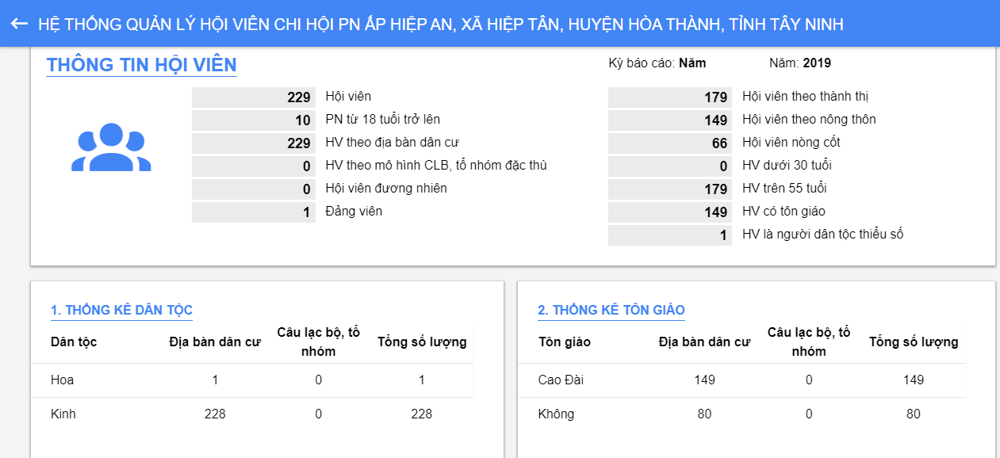 HỆ THỐNG QUẢN LÝ HỘI VIÊN CHI HỘI PN ẤP HIỆP AN, XÃ HIỆP TÂN, HUYỆN HÒA THÀNH, TỈNH TÂY NINH
THÔNG TIN HỘI VIÊN
Kỳ báo cáo: Năm Năm: 2019
229 Hội viên
10 PN từ 18 tuổi trở lên
229 HV theo địa bàn dân cư
0 HV theo mô hình CLB, tổ nhóm đặc thù
0 Hội viên đương nhiên
1 Đảng viên
179 Hội viên theo thành thị
149 Hội viên theo nông thôn
66 Hội viên nòng cốt
0 HV dưới 30 tuổi
179 HV trên 55 tuổi
149 HV có tôn giáo
1 HV là người dân tộc thiểu số
1. THỐNG KÊ DÂN TỘC
Dân tộc Địa bàn dân cư Câu lạc bộ, tổ nhóm Tổng số lượng
Hoa 1 0 1
Kinh 228 0 228
2. THỐNG KÊ TÔN GIÁO
Tôn giáo Địa bàn dân cư Câu lạc bộ, tổ nhóm Tổng số lượng
Cao Đài 149 0 149
Không 80 0 80